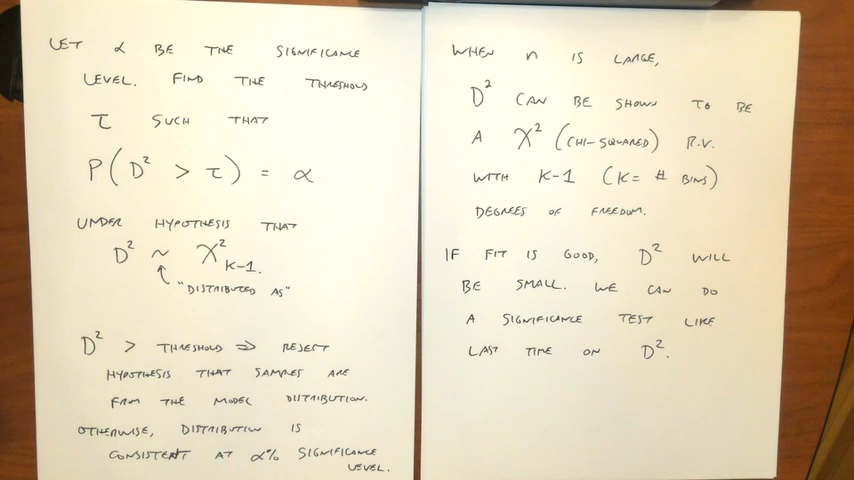 LET α BE THE SIGNIFICANCE
LEVEL. FIND THE THRESHOLD
τ SUCH THAT
P(D² > τ) = α
UNDER HYPOTHESIS THAT
D² ~ χ²ₖ₋₁.
"DISTRIBUTED AS"
D² > THRESHOLD ⇒ REJECT
HYPOTHESIS THAT SAMPLES ARE
FROM THE MODEL DISTRIBUTION.
OTHERWISE, DISTRIBUTION IS
CONSISTENT AT α% SIGNIFICANCE
LEVEL.
WHEN n IS LARGE,
D² CAN BE SHOWN TO BE
A χ² (CHI-SQUARED) R.V.
WITH K-1 (K = # BINS)
DEGREES OF FREEDOM.
IF FIT IS GOOD, D² WILL
BE SMALL. WE CAN DO
A SIGNIFICANCE TEST LIKE
LAST TIME ON D².